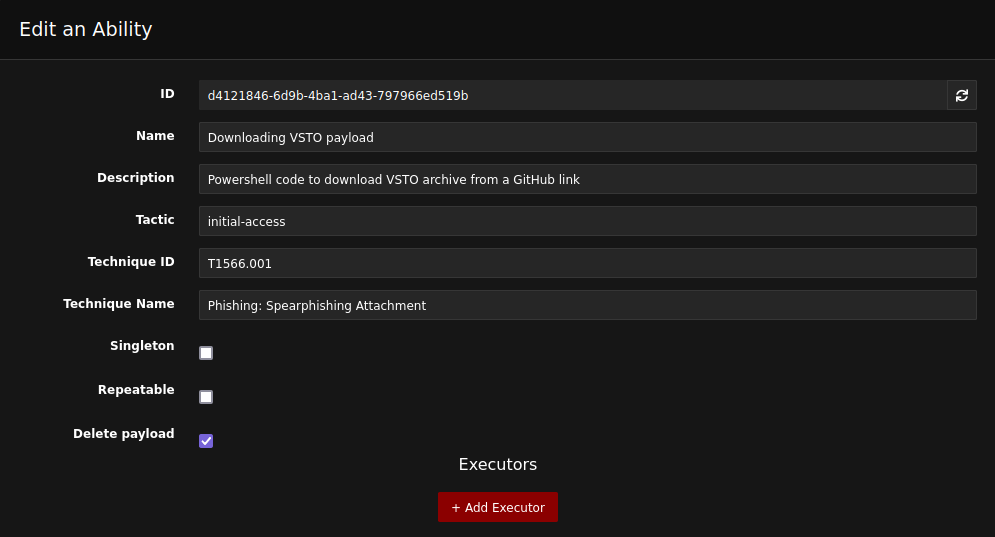 Edit an Ability
ID d4121846-6d9b-4ba1-ad43-797966ed519b
Name Downloading VSTO payload
Description Powershell code to download VSTO archive from a GitHub link
Tactic initial-access
Technique ID T1566.001
Technique Name Phishing: Spearphishing Attachment
Singleton
Repeatable
Delete payload
Executors
+ Add Executor